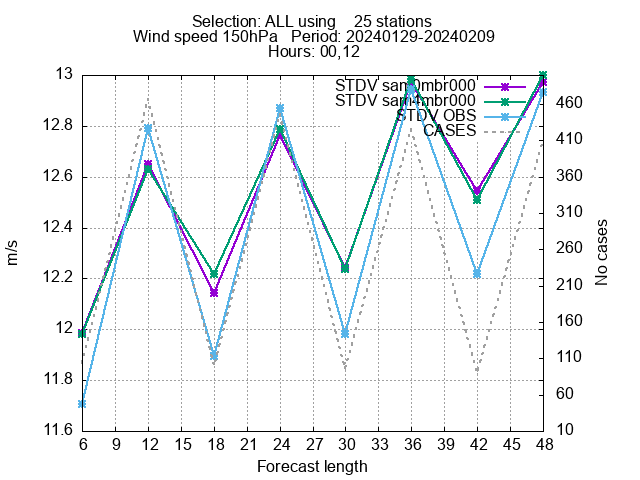 Selection: ALL using    25 stations
Wind speed 150hPa   Period: 20240129-20240209
Hours: 00,12
STDV sam0mbr000
STDV sam4mbr000
STDV OBS
CASES
13
12.8
12.6
12.4
12.2
12
11.8
11.6
m/s
460
410
360
310
260
210
160
110
60
10
No cases
6 9 12 15 18 21 24 27 30 33 36 39 42 45 48
Forecast length